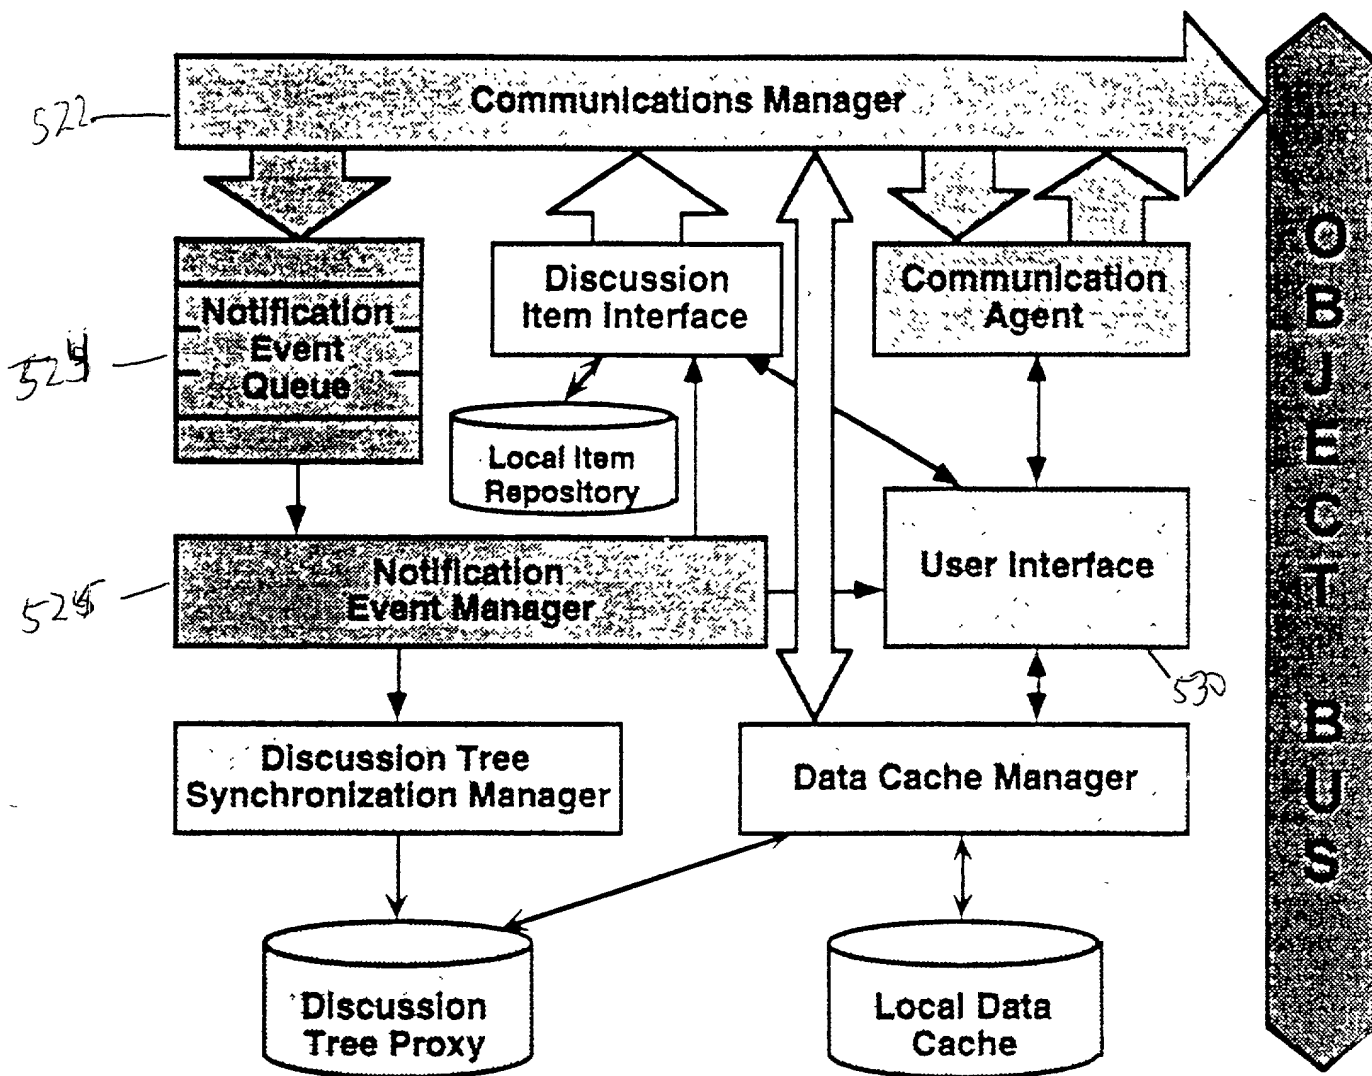 Communications Manager
522
Notification
Event
Queue
Discussion
Item Interface
Communication
Agent
Local Item
Repository
Notification
Event Manager
User Interface
530
Discussion Tree
Synchronization Manager
Data Cache Manager
Discussion
Tree Proxy
Local Data
Cache
OBJECT BUS